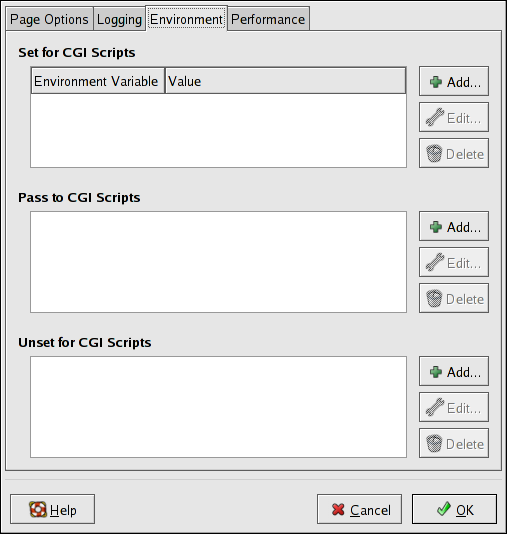 Page Options Logging Environment Performance
Set for CGI Scripts
Environment Variable Value
Add...
Edit...
Delete
Pass to CGI Scripts
Add...
Edit...
Delete
Unset for CGI Scripts
Add...
Edit...
Delete
Help Cancel OK